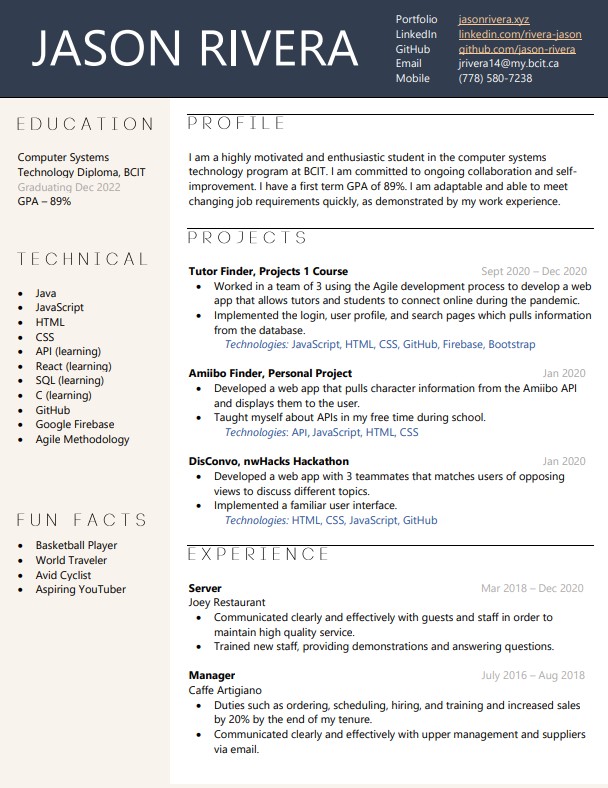 JASON RIVERA
Portfolio jasonrivera.xyz
LinkedIn linkedin.com/rivera-jason
GitHub github.com/jason-rivera
Email jrivera14@my.bcit.ca
Mobile (778) 580-7238
EDUCATION
Computer Systems
Technology Diploma, BCIT
Graduating Dec 2022
GPA – 89%
TECHNICAL
• Java
• JavaScript
• HTML
• CSS
• API (learning)
• React (learning)
• SQL (learning)
• C (learning)
• GitHub
• Google Firebase
• Agile Methodology
FUN FACTS
• Basketball Player
• World Traveler
• Avid Cyclist
• Aspiring YouTuber
PROFILE
I am a highly motivated and enthusiastic student in the computer systems
technology program at BCIT. I am committed to ongoing collaboration and self-
improvement. I have a first term GPA of 89%. I am adaptable and able to meet
changing job requirements quickly, as demonstrated by my work experience.
PROJECTS
Tutor Finder, Projects 1 Course Sept 2020 – Dec 2020
• Worked in a team of 3 using the Agile development process to develop a web
app that allows tutors and students to connect online during the pandemic.
• Implemented the login, user profile, and search pages which pulls information
from the database.
Technologies: JavaScript, HTML, CSS, GitHub, Firebase, Bootstrap
Amiibo Finder, Personal Project Jan 2020
• Developed a web app that pulls character information from the Amiibo API
and displays them to the user.
• Taught myself about APIs in my free time during school.
Technologies: API, JavaScript, HTML, CSS
DisConvo, nwHacks Hackathon Jan 2020
• Developed a web app with 3 teammates that matches users of opposing
views to discuss different topics.
• Implemented a familiar user interface.
Technologies: HTML, CSS, JavaScript, GitHub
EXPERIENCE
Server Mar 2018 – Dec 2020
Joey Restaurant
• Communicated clearly and effectively with guests and staff in order to
maintain high quality service.
• Trained new staff, providing demonstrations and answering questions.
Manager July 2016 – Aug 2018
Caffe Artigiano
• Duties such as ordering, scheduling, hiring, and training and increased sales
by 20% by the end of my tenure.
• Communicated clearly and effectively with upper management and suppliers
via email.